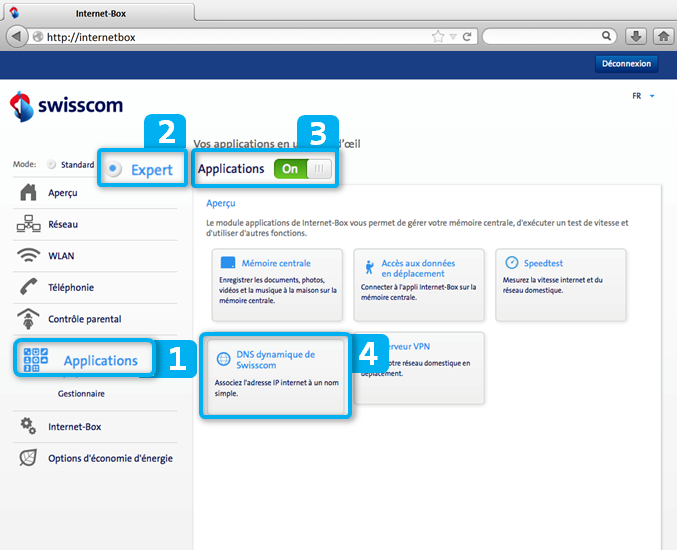 Internet-Box
http://internetbox
Déconnexion
FR
swisscom
2
3
Vos applications en un d'œil
Mode:
Standard
Expert
Applications
On
Aperçu
Réseau
WLAN
Téléphonie
Contrôle parental
Applications
1
Gestionnaire
Internet-Box
Options d'économie d'énergie
Aperçu
Le module applications de Internet-Box vous permet de gérer votre mémoire centrale, d'exécuter un test de vitesse et
d'utiliser d'autres fonctions.
Mémoire centrale
Enregistrer les documents, photos,
vidéos et la musique à la maison sur la
mémoire centrale.
Accès aux données
en déplacement
Connecter à l'appli Internet-Box sur la
mémoire centrale.
Speedtest
Mesurez la vitesse internet et du
réseau domestique.
DNS dynamique de
Swisscom
Associez l'adresse IP internet à un nom
simple.
4
erveur VPN
otre réseau domestique en
déplacement.